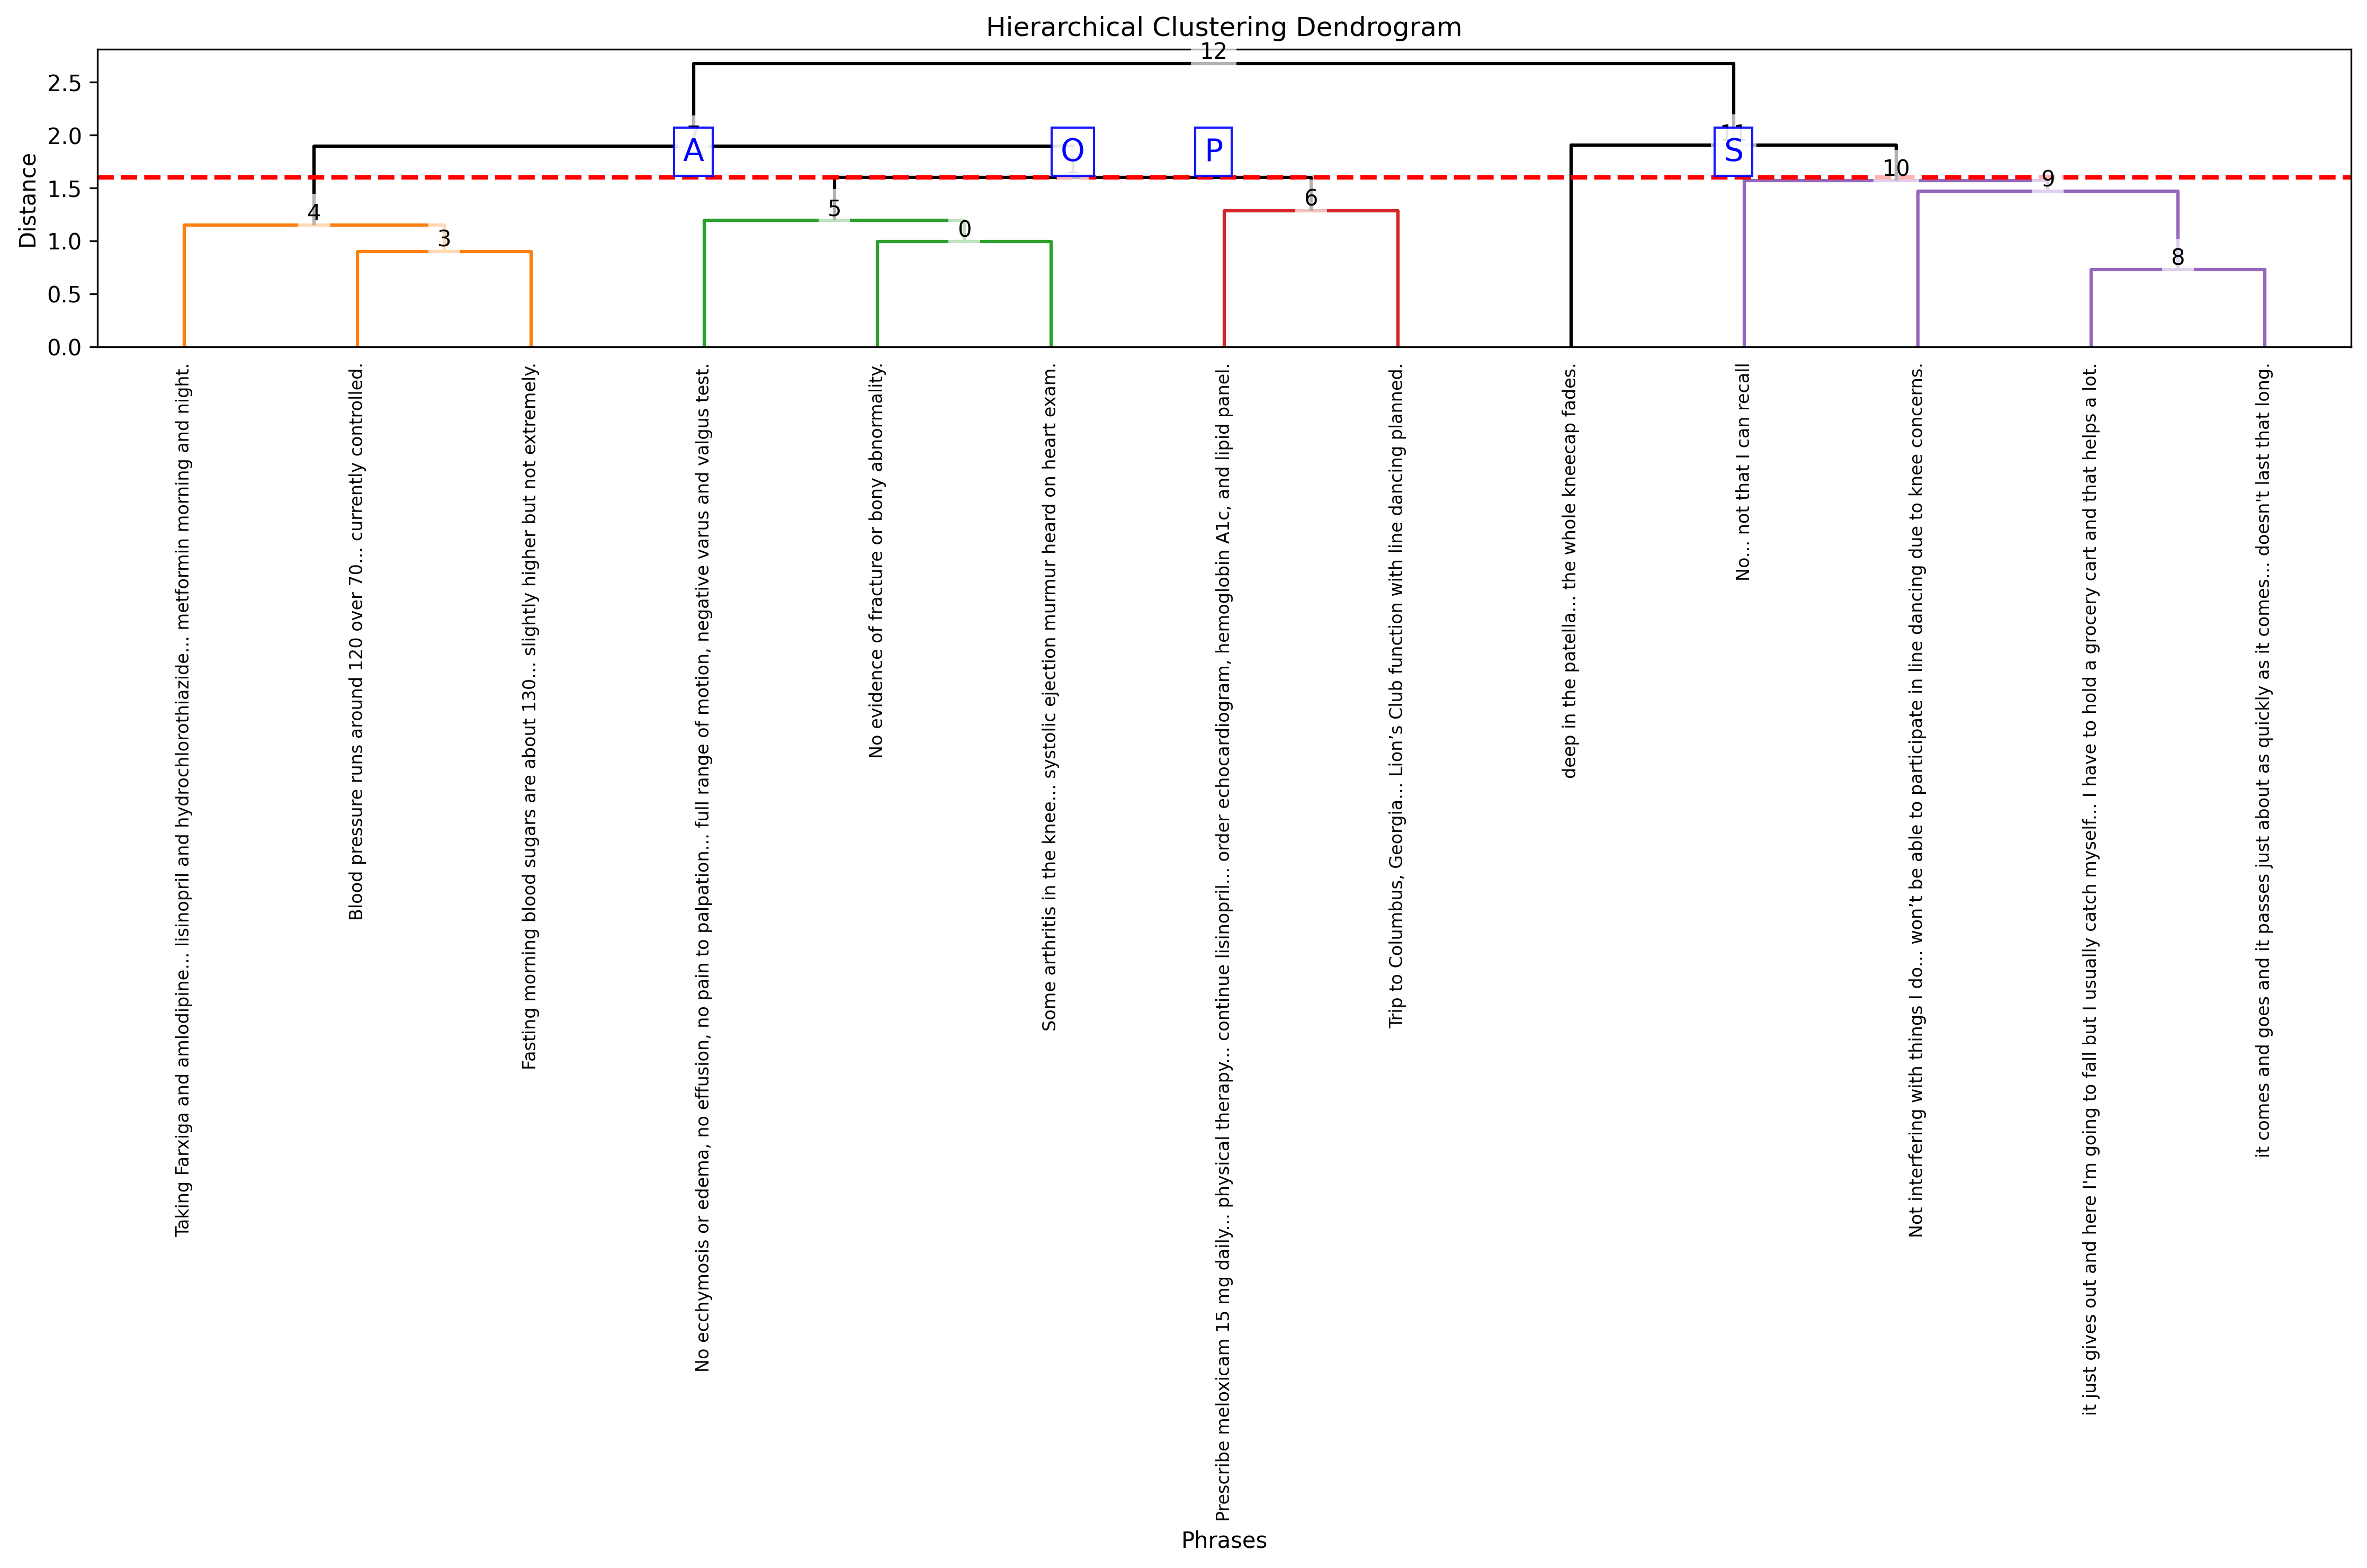 Hierarchical Clustering Dendrogram
12
2.5
2.0
1.5
1.0
0.5
0.0
Distance
A
O
P
S
10
9
6
5
4
0
3
8
Taking Farxiga and amlodipine... lisinopril and hydrochlorothiazide... metformin morning and night.
Blood pressure runs around 120 over 70... currently controlled.
Fasting morning blood sugars are about 130... slightly higher but not extremely.
No ecchymosis or edema, no effusion, no pain to palpation... full range of motion, negative varus and valgus test.
No evidence of fracture or bony abnormality.
Some arthritis in the knee... systolic ejection murmur heard on heart exam.
Prescribe meloxicam 15 mg daily... physical therapy... continue lisinopril... order echocardiogram, hemoglobin A1c, and lipid panel.
Trip to Columbus, Georgia... Lion’s Club function with line dancing planned.
deep in the patella... the whole kneecap fades.
No... not that I can recall
Not interfering with things I do... won’t be able to participate in line dancing due to knee concerns.
it just gives out and here I'm going to fall but I usually catch myself... I have to hold a grocery cart and that helps a lot.
it comes and goes and it passes just about as quickly as it comes... doesn't last that long.
Phrases